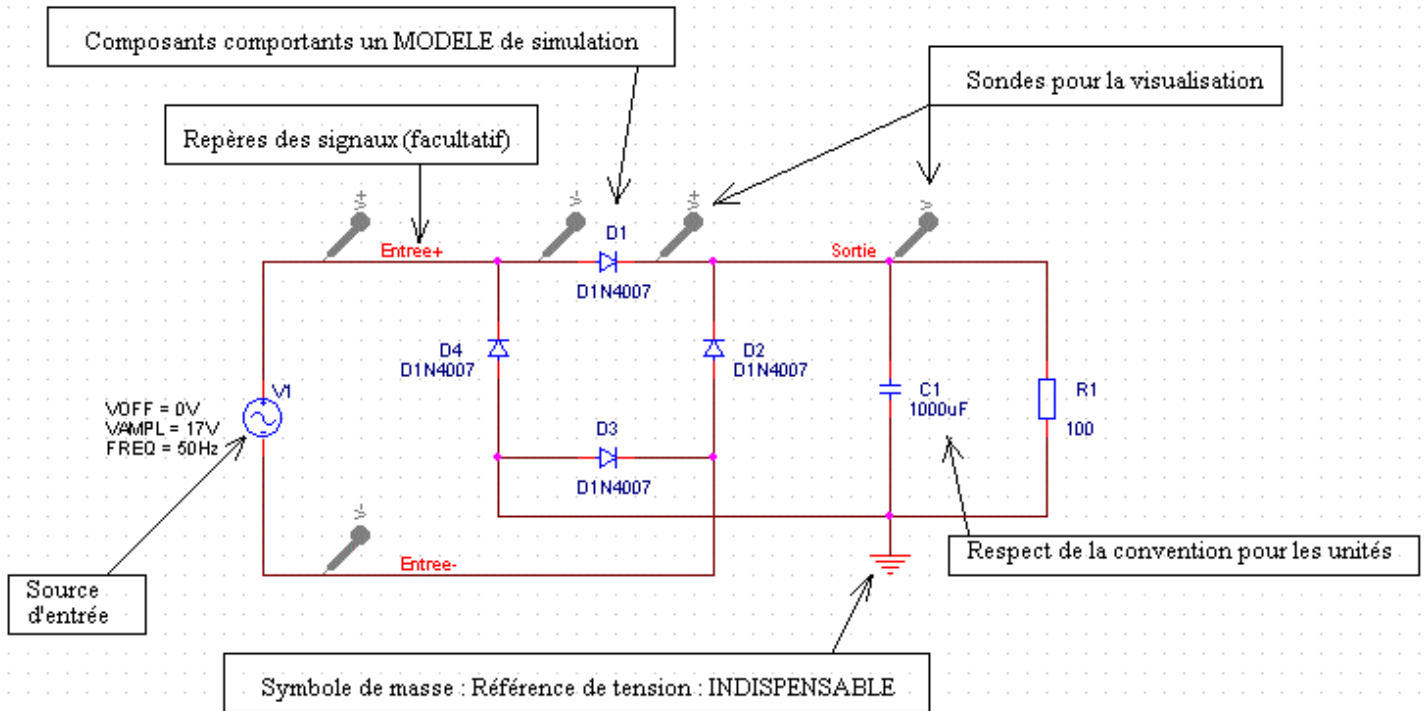 Composants comportants un MODELE de simulation
Sondes pour la visualisation
Repères des signaux (facultatif)
V+
V-
V+
V
D1
Entree+
Sortie
D1N4007
D4
D1N4007
D2
D1N4007
V1
VOFF = 0V
VAMPL = 17V
FREQ = 50Hz
C1
1000uF
R1
100
D3
D1N4007
V-
Entree-
Respect de la convention pour les unités
Source
d'entrée
Symbole de masse : Référence de tension : INDISPENSABLE